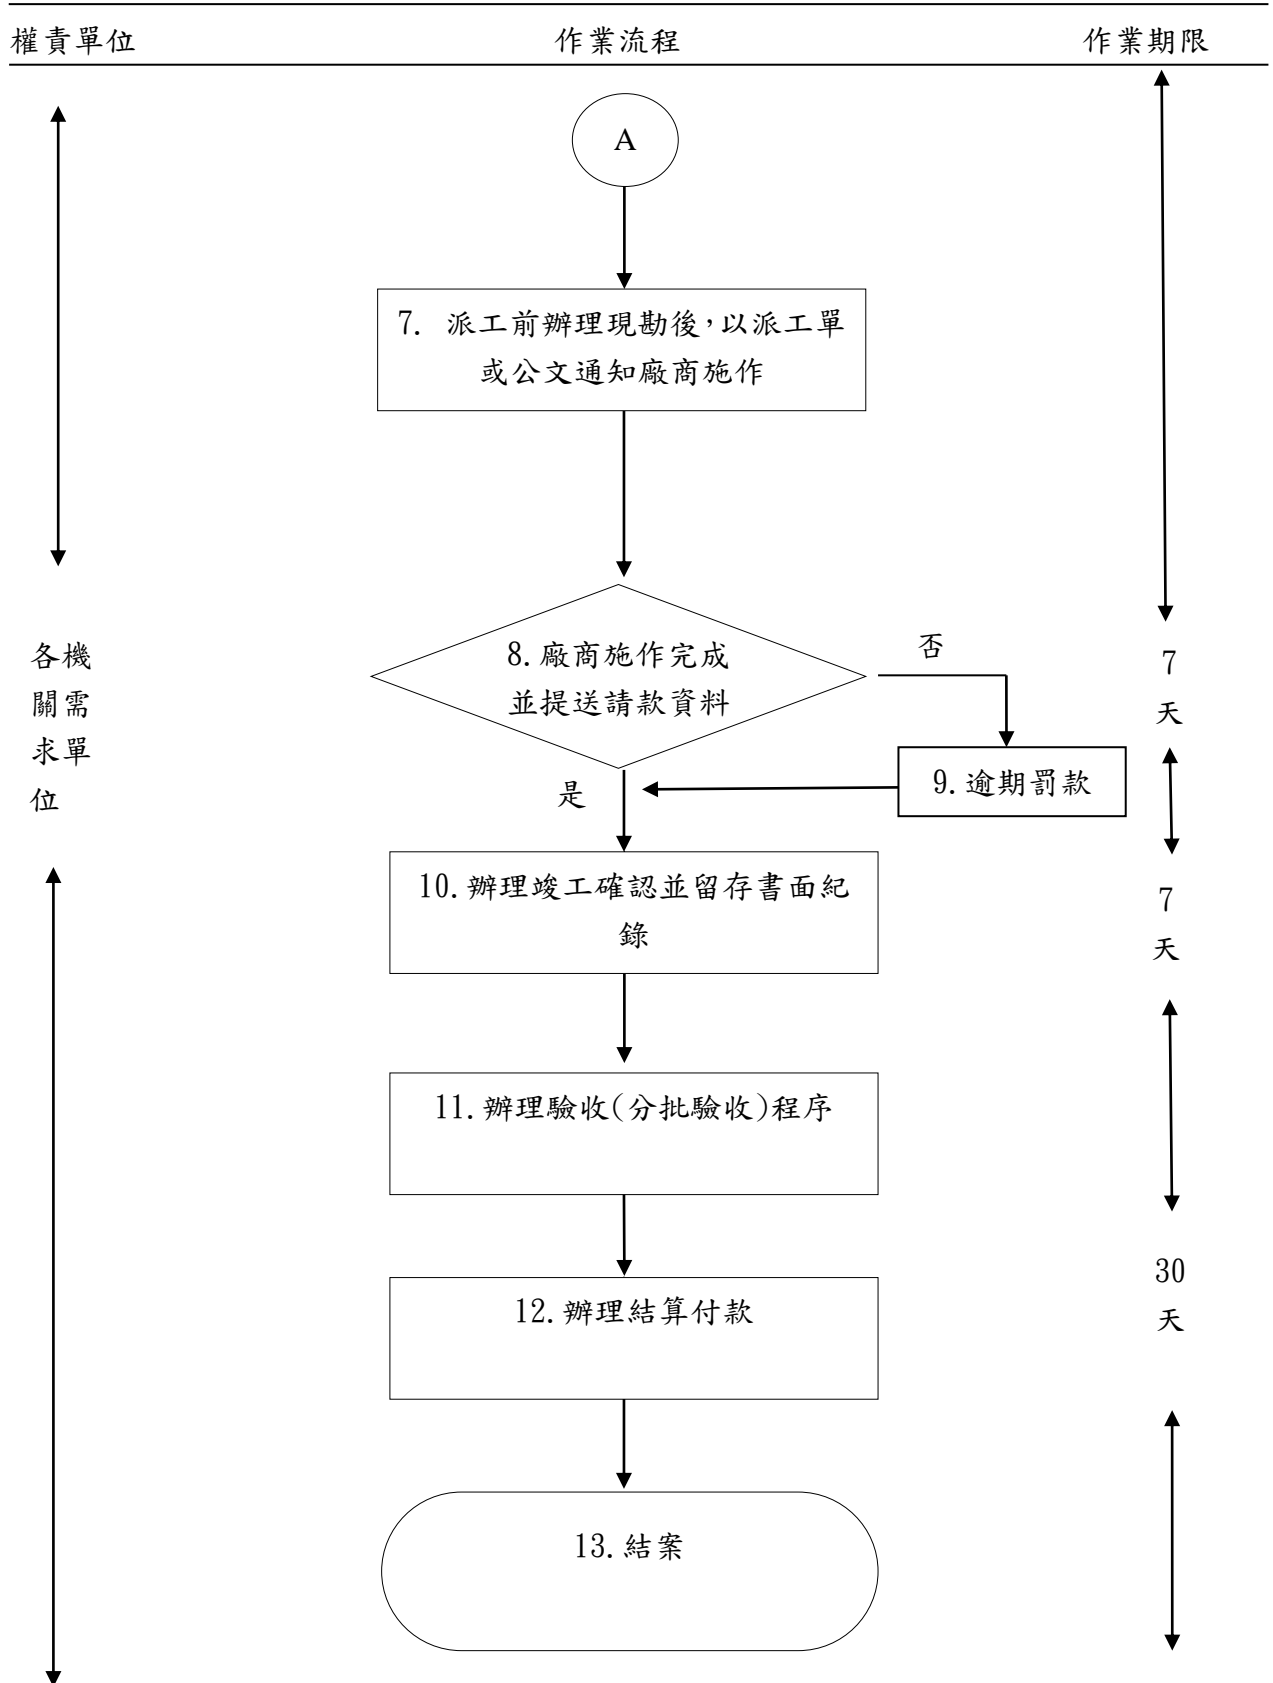 權責單位
作業流程
作業期限
A
7. 派工前辦理現勘後,以派工單
或公文通知廠商施作
8.廠商施作完成
並提送請款資料
否
9.逾期罰款
是
10.辦理竣工確認並留存書面紀
錄
11.辦理驗收(分批驗收)程序
12.辦理結算付款
13.結案
各機
關需
求單
位
7
天
7
天
30
天